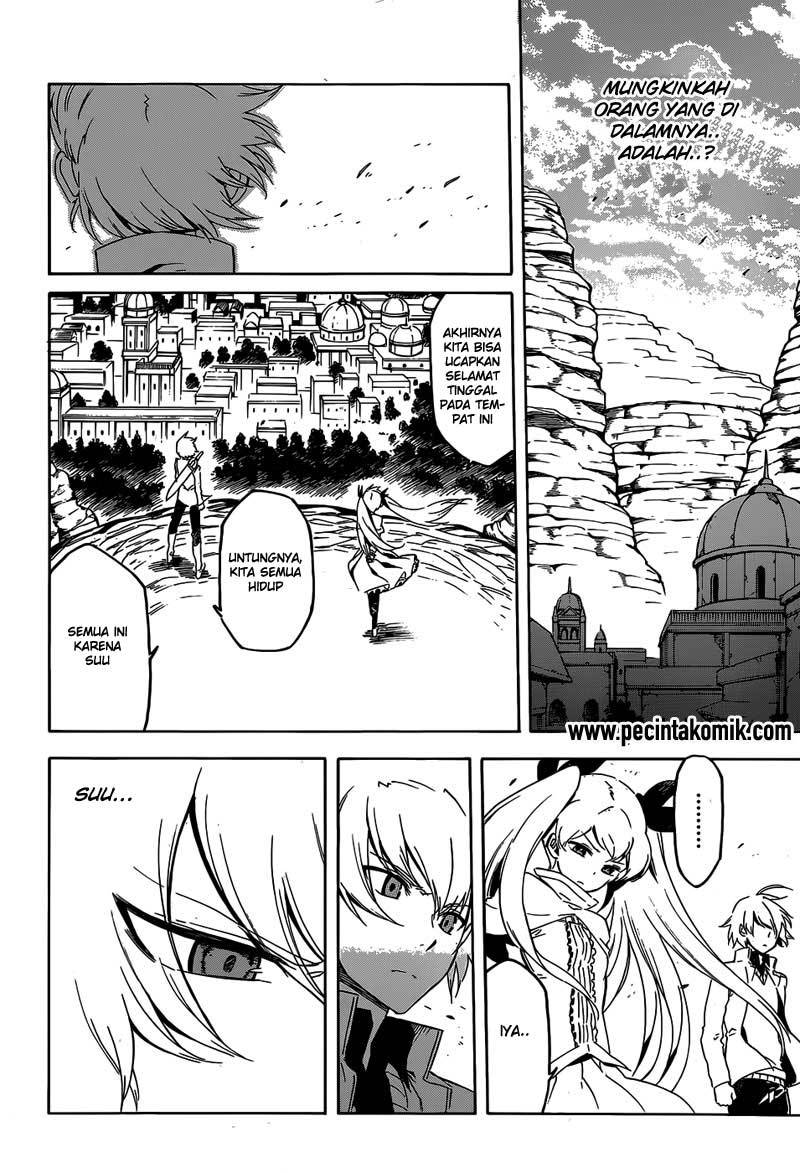 MUNGKINKAH
ORANG YANG DI
DALAMNYA..
ADALAH..?
AKHIRNYA
KITA BISA
UCAPKAN
SELAMAT
TINGGAL
PADA TEM-
PAT INI
UNTUNGNYA,
KITA SEMUA
HIDUP
SEMUA INI
KARENA
SUU
www.pecintakomik.com
.........
IYA..
SUU...